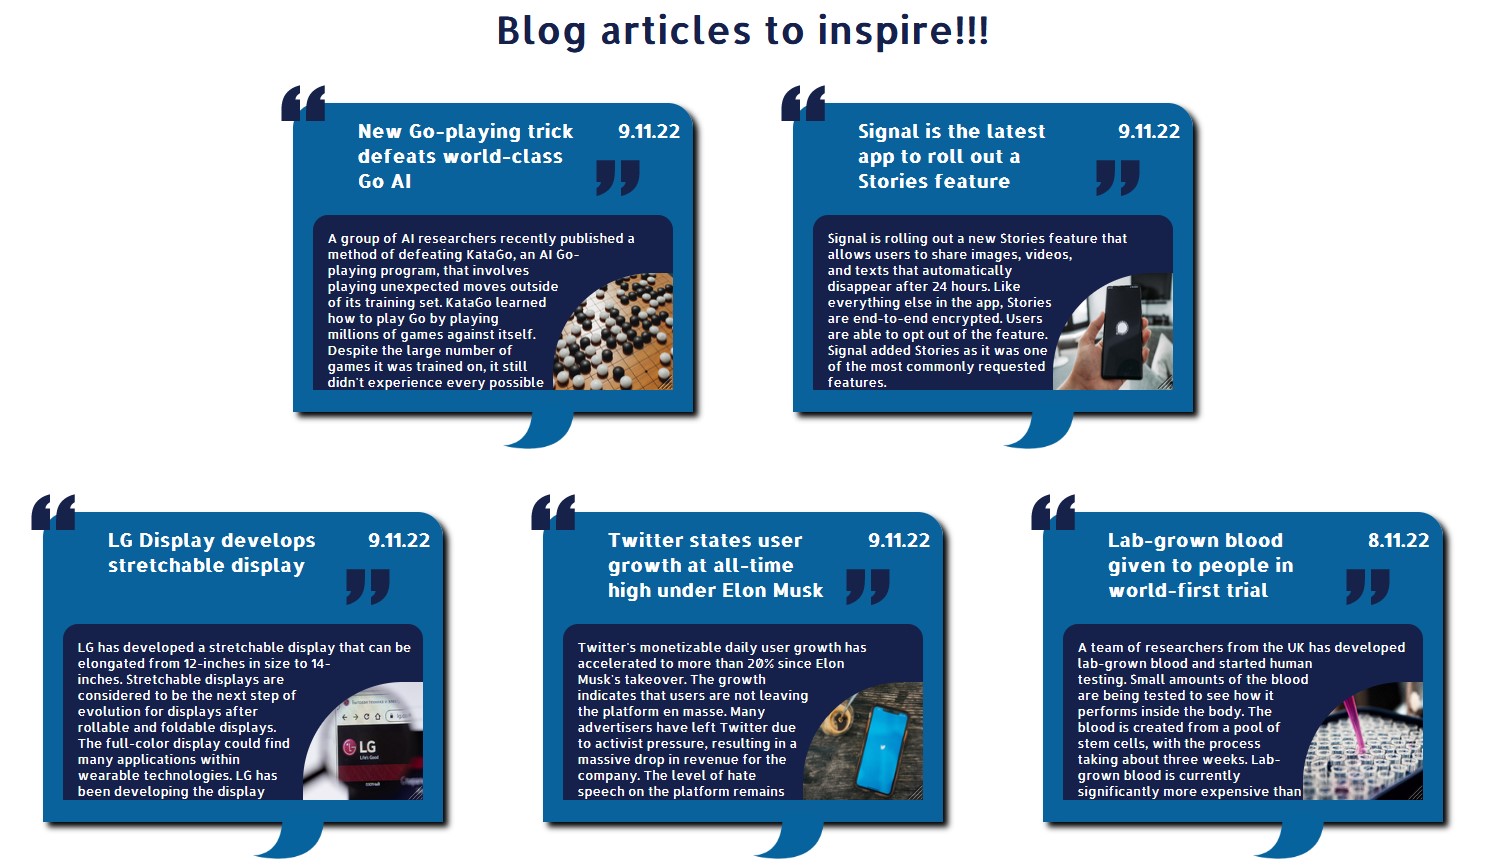 Blog articles to inspire!!!
New Go-playing trick
defeats world-class
Go AI
9.11.22
A group of AI researchers recently published a
method of defeating KataGo, an AI Go-
playing program, that involves
playing unexpected moves outside
of its training set. KataGo learned
how to play Go by playing
millions of games against itself.
Despite the large number of
games it was trained on, it still
didn't experience every possible
Signal is the latest
app to roll out a
Stories feature
9.11.22
Signal is rolling out a new Stories feature that
allows users to share images, videos,
and texts that automatically
disappear after 24 hours. Like
everything else in the app, Stories
are end-to-end encrypted. Users
are able to opt out of the feature.
Signal added Stories as it was one
of the most commonly requested
features.
LG Display develops
stretchable display
9.11.22
LG has developed a stretchable display that can be
elongated from 12-inches in size to 14-
inches. Stretchable displays are
considered to be the next step of
evolution for displays after
rollable and foldable displays.
The full-color display could find
many applications within
wearable technologies. LG has
been developing the display
LG
Twitter states user
growth at all-time
high under Elon Musk
9.11.22
Twitter's monetizable daily user growth has
accelerated to more than 20% since Elon
Musk's takeover. The growth
indicates that users are not leaving
the platform en masse. Many
advertisers have left Twitter due
to activist pressure, resulting in a
massive drop in revenue for the
company. The level of hate
speech on the platform remains
Lab-grown blood
given to people in
world-first trial
8.11.22
A team of researchers from the UK has developed
lab-grown blood and started human
testing. Small amounts of the blood
are being tested to see how it
performs inside the body. The
blood is created from a pool of
stem cells, with the process
taking about three weeks. Lab-
grown blood is currently
significantly more expensive than